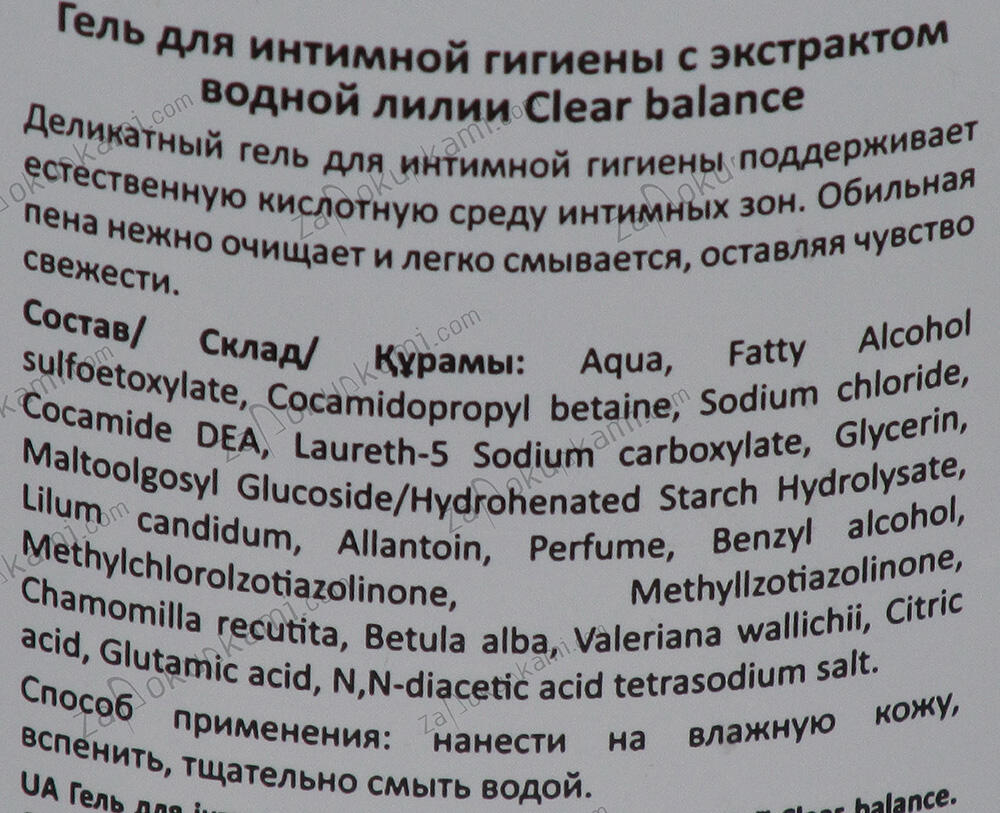 Гель для интимной гигиены с экстрактом
водной лилии Clear balance
Деликатный гель для интимной гигиены поддерживает
естественную кислотную среду интимных зон. Обильная
пена нежно очищает и легко смывается, оставляя чувство
свежести.
Состав/ Склад/ Құрамы: Aqua, Fatty Alcohol
sulfoetoxylate, Cocamidopropyl betaine, Sodium chloride,
Cocamide DEA, Laureth-5 Sodium carboxylate, Glycerin,
Maltoolgosyl Glucoside/Hydrohenated Starch Hydrolysate,
Lilum candidum, Allantoin, Perfume, Benzyl alcohol,
Methylchlorolzotiazolinone, Methyllzotiazolinone,
Chamomilla recutita, Betula alba, Valeriana wallichii, Citric
acid, Glutamic acid, N,N-diacetic acid tetrasodium salt.
Способ применения: нанести на влажную кожу,
вспенить, тщательно смыть водой.
UA Гель для Clear balance.